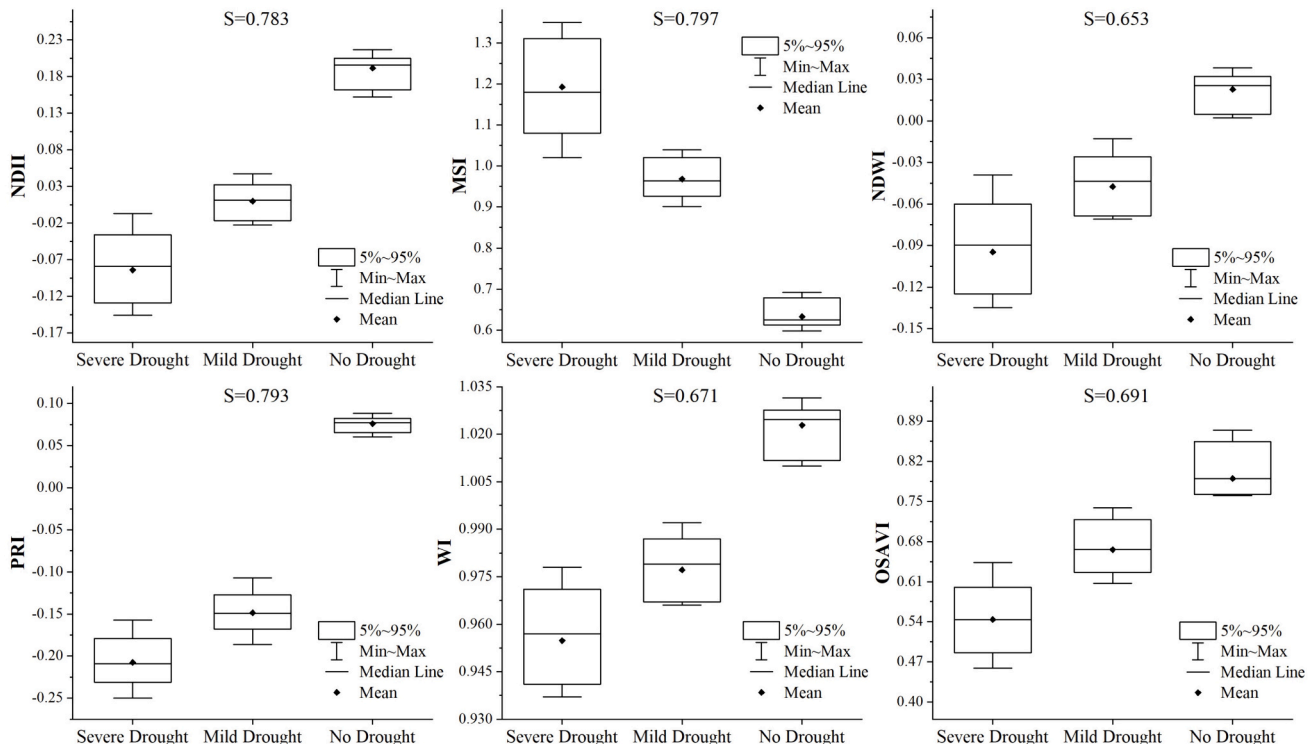 S=0.783
NDII
0.23
0.18
0.13
0.08
0.03
-0.02
-0.07
-0.12
-0.17
5%~95%
Min~Max
Median Line
Mean
Severe Drought Mild Drought No Drought
S=0.797
MSI
1.3
1.2
1.1
1.0
0.9
0.8
0.7
0.6
5%~95%
Min~Max
Median Line
Mean
Severe Drought Mild Drought No Drought
S=0.653
NDWI
0.06
0.03
0.00
-0.03
-0.06
-0.09
-0.12
-0.15
5%~95%
Min~Max
Median Line
Mean
Severe Drought Mild Drought No Drought
S=0.793
PRI
0.10
0.05
0.00
-0.05
-0.10
-0.15
-0.20
-0.25
5%~95%
Min~Max
Median Line
Mean
Severe Drought Mild Drought No Drought
S=0.671
WI
1.035
1.020
1.005
0.990
0.975
0.960
0.945
0.930
5%~95%
Min~Max
Median Line
Mean
Severe Drought Mild Drought No Drought
S=0.691
OSAVI
0.89
0.82
0.75
0.68
0.61
0.54
0.47
0.40
5%~95%
Min~Max
Median Line
Mean
Severe Drought Mild Drought No Drought